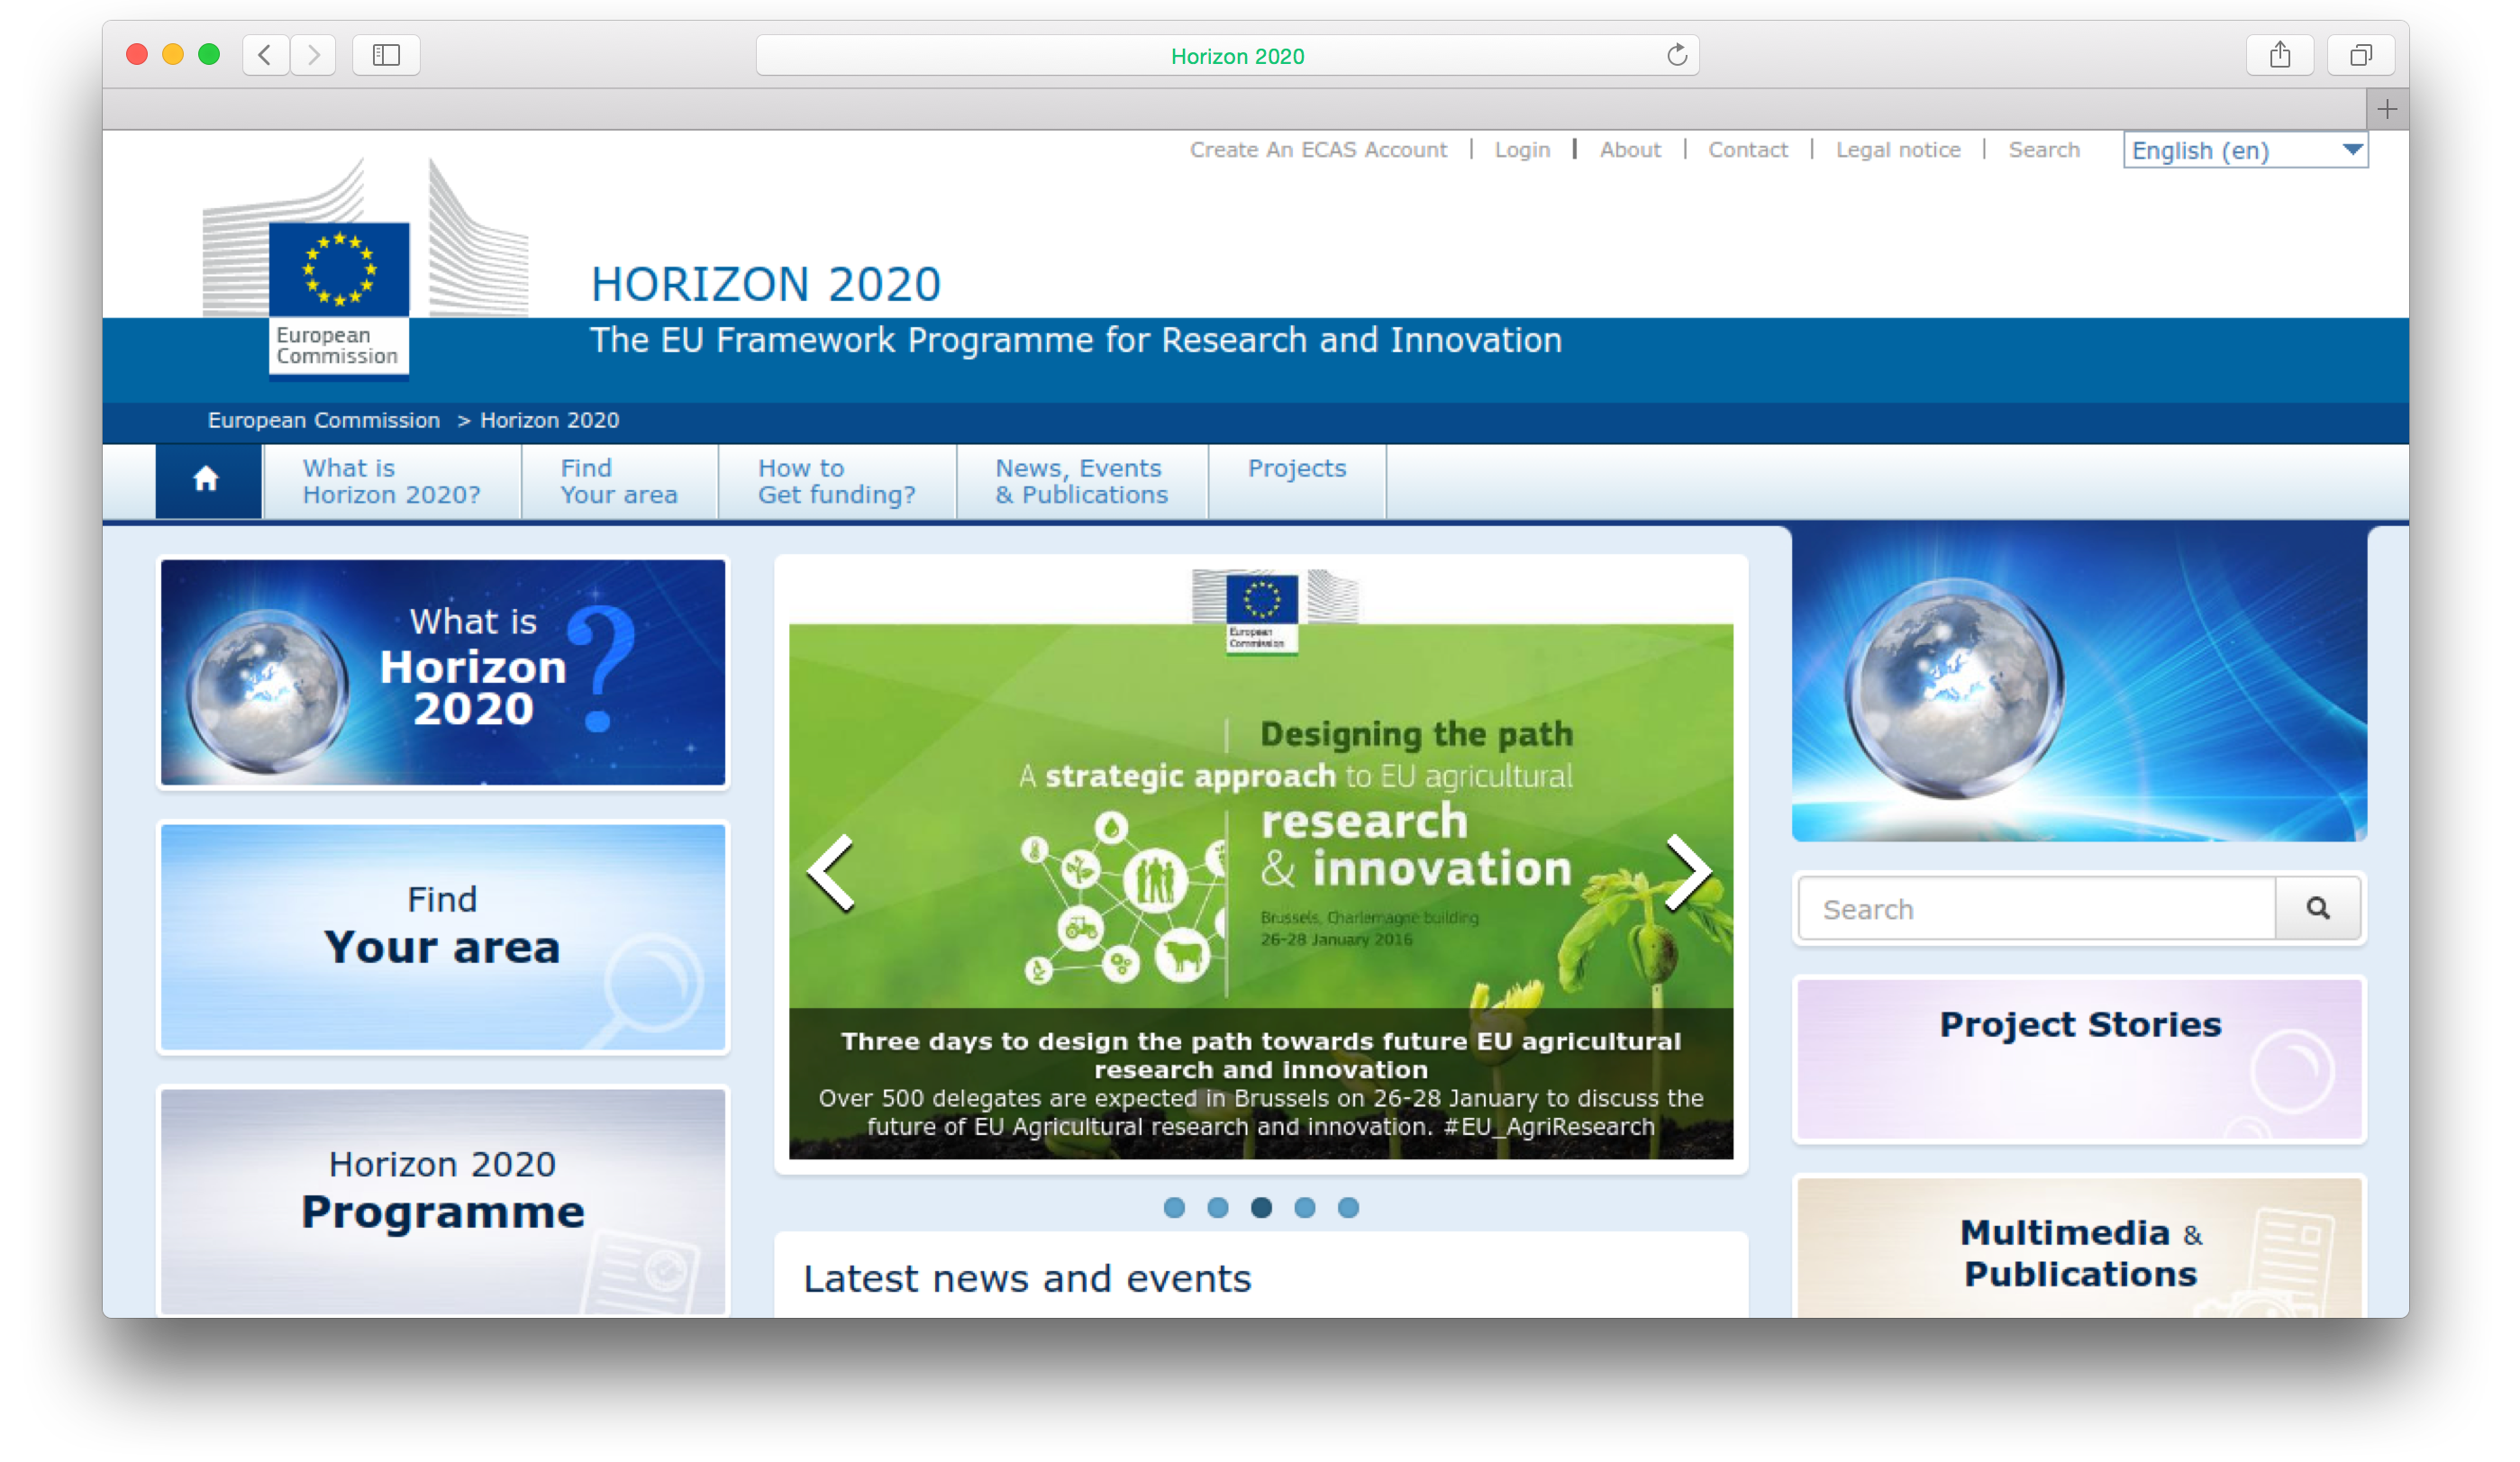 Horizon 2020
Create An ECAS Account | Login | About | Contact | Legal notice | Search
English (en)
HORIZON 2020
European
Commission
The EU Framework Programme for Research and Innovation
European Commission > Horizon 2020
What is
Horizon 2020?
Find
Your area
How to
Get funding?
News, Events
& Publications
Projects
What is
Horizon
2020
?
Find
Your area
Horizon 2020
Programme
European
Commission
Designing the path
A strategic approach to EU agricultural
research
& innovation
Brussels, Charlemagne building
26-28 January 2016
Three days to design the path towards future EU agricultural
research and innovation
Over 500 delegates are expected in Brussels on 26-28 January to discuss the
future of EU Agricultural research and innovation. #EU_AgriResearch
Latest news and events
Search
Project Stories
Multimedia &
Publications